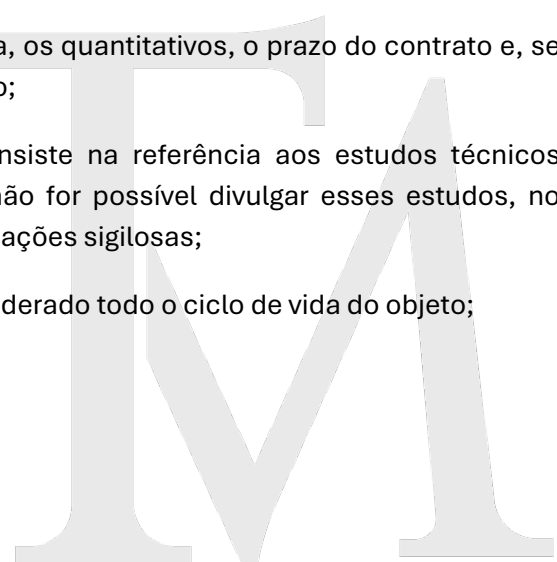 a, os quantitativos, o prazo do contrato e, se
o;
nsiste na referência aos estudos técnicos
não for possível divulgar esses estudos, no
ações sigilosas;
derado todo o ciclo de vida do objeto;